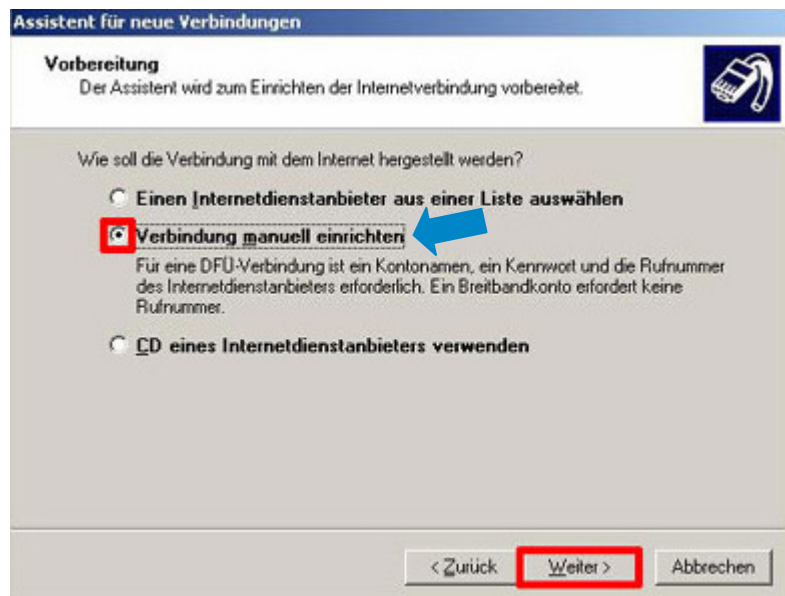 Assistent für neue Verbindungen
Vorbereitung
Der Assistent wird zum Einrichten der Internetverbindung vorbereitet.
Wie soll die Verbindung mit dem Internet hergestellt werden?
Einen Internetdienstanbieter aus einer Liste auswählen
Verbindung manuell einrichten
Für eine DFÜ-Verbindung ist ein Kontonamen, ein Kennwort und die Rufnummer
des Internetdienstanbieters erforderlich. Ein Breitbandkonto erfordert keine
Rufnummer.
CD eines Internetdienstanbieters verwenden
< Zurück Weiter > Abbrechen